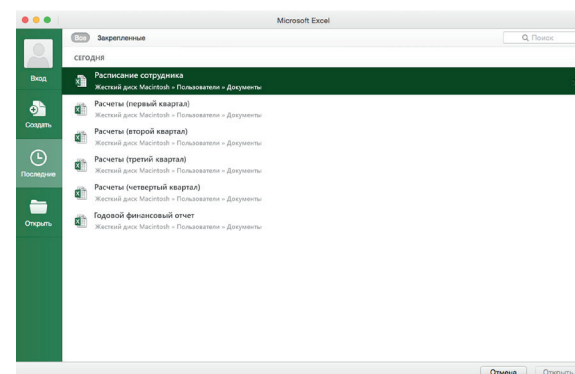 Microsoft Excel
Все Закрепленные
Поиск
СЕГОДНЯ
Вход
Создать
Последние
Открыть
Расписание сотрудника
Жесткий диск Macintosh » Пользователи » Документы
Расчеты (первый квартал)
Жесткий диск Macintosh » Пользователи » Документы
Расчеты (второй квартал)
Жесткий диск Macintosh » Пользователи » Документы
Расчеты (третий квартал)
Жесткий диск Macintosh » Пользователи » Документы
Расчеты (четвертый квартал)
Жесткий диск Macintosh » Пользователи » Документы
Годовой финансовый отчет
Жесткий диск Macintosh » Пользователи » Документы
Отмена Открыть